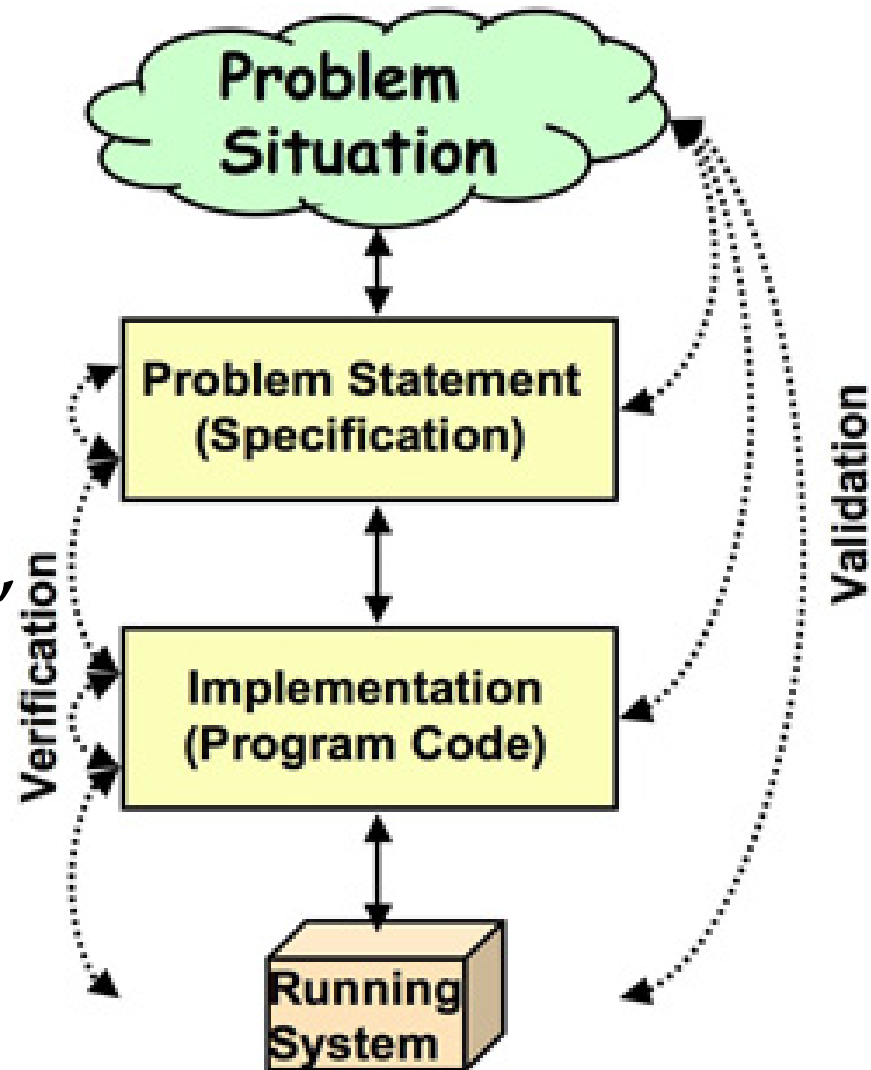 Problem
Situation
Problem Statement
(Specification)
Validation
,
Verification
Implementation
(Program Code)
Running
System